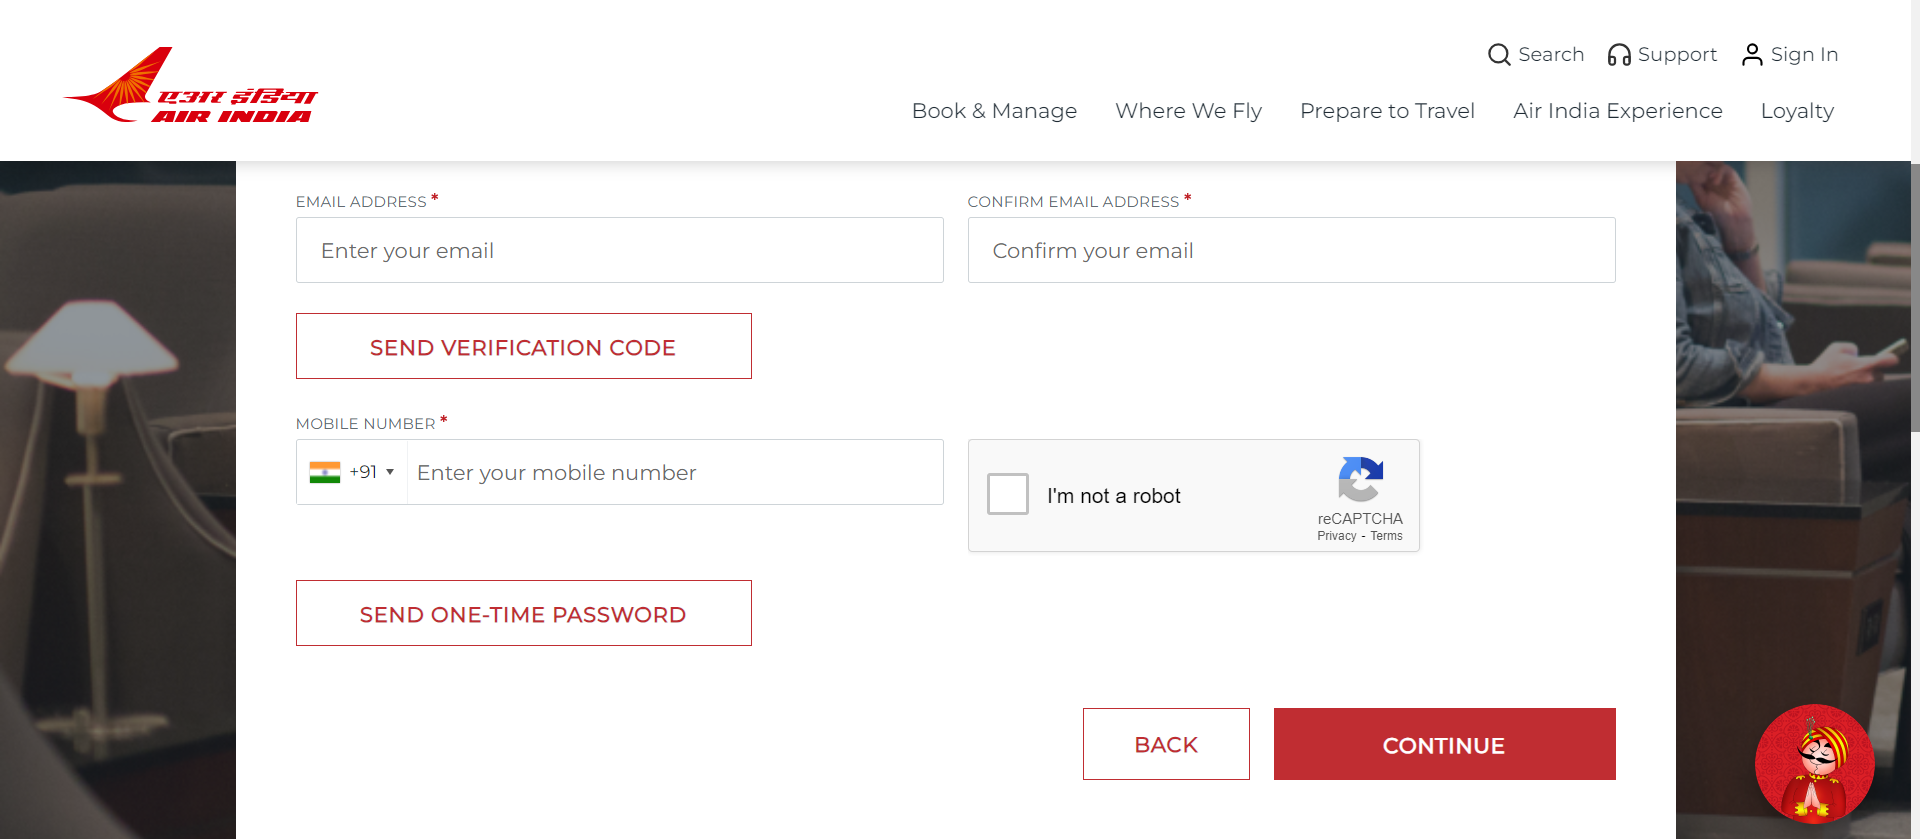 Search Support Sign In
एअर इंडिया
AIR INDIA
Book & Manage Where We Fly Prepare to Travel Air India Experience Loyalty
EMAIL ADDRESS * CONFIRM EMAIL ADDRESS *
Enter your email Confirm your email
SEND VERIFICATION CODE
MOBILE NUMBER *
+91 Enter your mobile number
I'm not a robot
reCAPTCHA
Privacy - Terms
SEND ONE-TIME PASSWORD
BACK CONTINUE